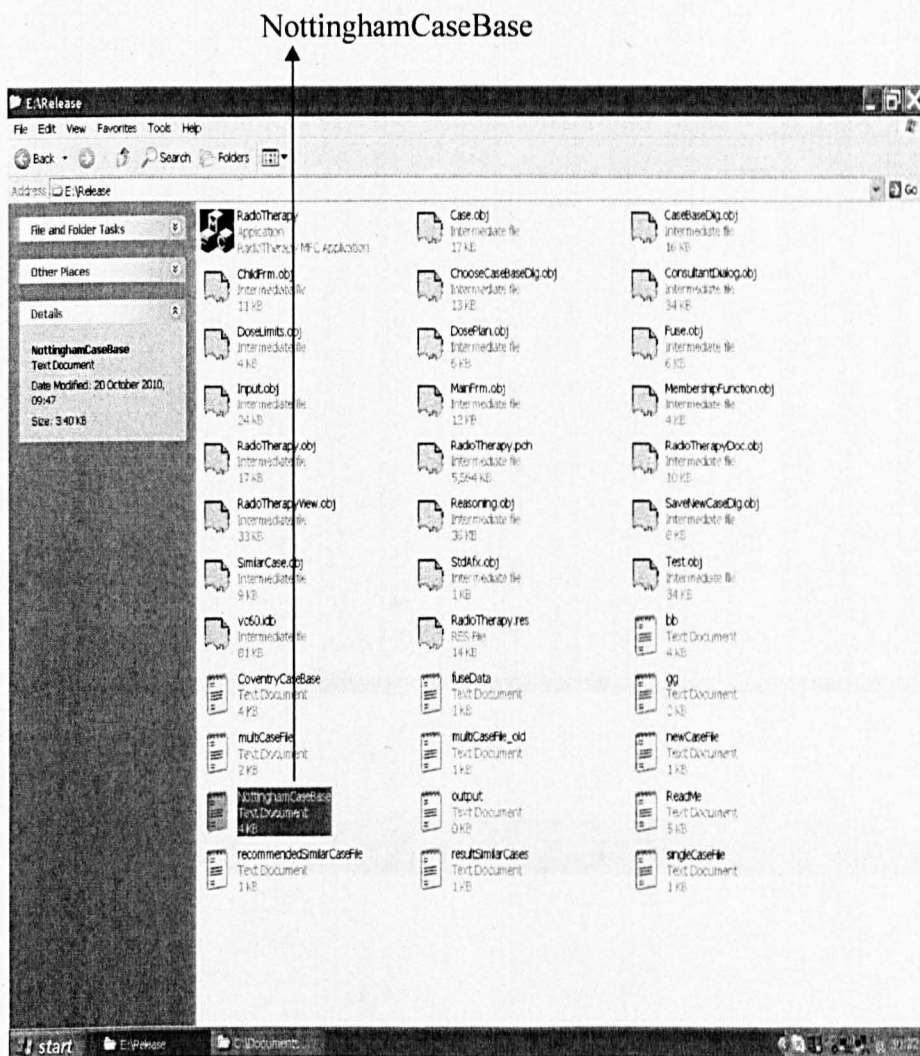 NottinghamCaseBase
E:\Release
File Edit View Favorites Tools Help
Back Search Folders
Address E:\Release Go
File and Folder Tasks
Other Places
Details
NottinghamCaseBase
Text Document
Date Modified: 20 October 2010,
09:47
Size: 3.40 KB
RadioTherapy
Application
RadioTherapy MFC Application
Case.obj
Intermediate file
17 KB
CaseBaseDlg.obj
Intermediate file
16 KB
ChildFrm.obj
Intermediate file
11 KB
ChooseCaseBaseDlg.obj
Intermediate file
13 KB
ConsultantDialog.obj
Intermediate file
34 KB
DoseLimits.obj
Intermediate file
4 KB
DosePlan.obj
Intermediate file
6 KB
Fuse.obj
Intermediate file
6 KB
Input.obj
Intermediate file
24 KB
MainFrm.obj
Intermediate file
12 KB
MembershipFunction.obj
Intermediate file
4 KB
RadioTherapy.obj
Intermediate file
17 KB
RadioTherapy.pch
Intermediate file
5,564 KB
RadioTherapyDoc.obj
Intermediate file
10 KB
RadioTherapyView.obj
Intermediate file
33 KB
Reasoning.obj
Intermediate file
36 KB
SaveNewCaseDlg.obj
Intermediate file
8 KB
SimilarCase.obj
Intermediate file
9 KB
StdAfx.obj
Intermediate file
1 KB
Test.obj
Intermediate file
34 KB
vc60.idb
Intermediate file
81 KB
RadioTherapy.res
RES File
14 KB
bb
Text Document
4 KB
CoventryCaseBase
Text Document
4 KB
fuseData
Text Document
1 KB
gg
Text Document
2 KB
multiCaseFile
Text Document
2 KB
multiCaseFile_old
Text Document
1 KB
newCaseFile
Text Document
1 KB
NottinghamCaseBase
Text Document
4 KB
output
Text Document
0 KB
ReadMe
Text Document
5 KB
recommendedSimilarCaseFile
Text Document
1 KB
resultSimilarCases
Text Document
1 KB
singleCaseFile
Text Document
1 KB
start E:\Release C:\Documents...